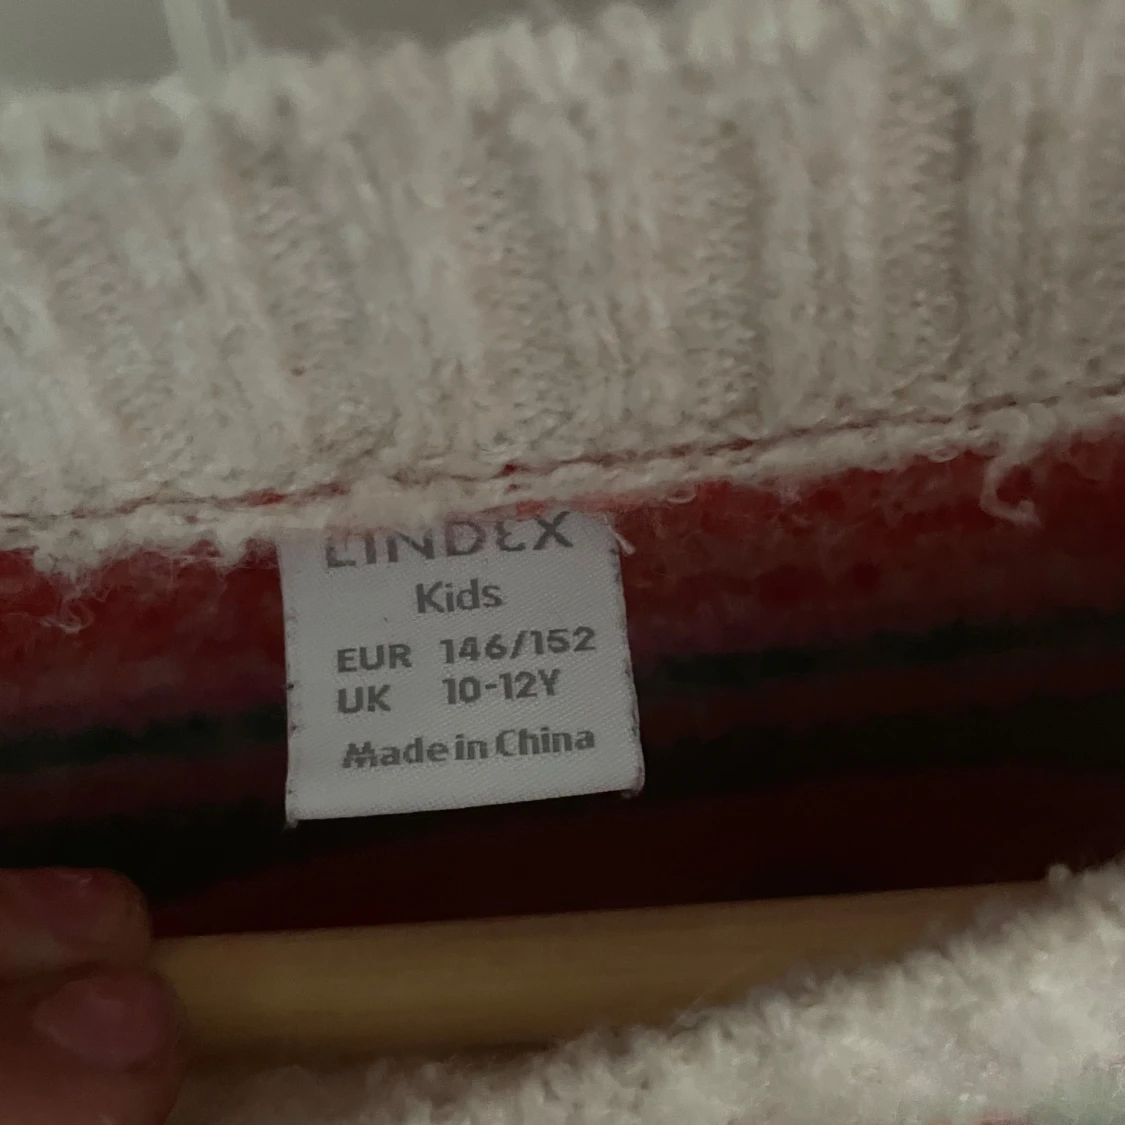 LINDEX
Kids
EUR 146/152
UK 10-12Y
Made in China